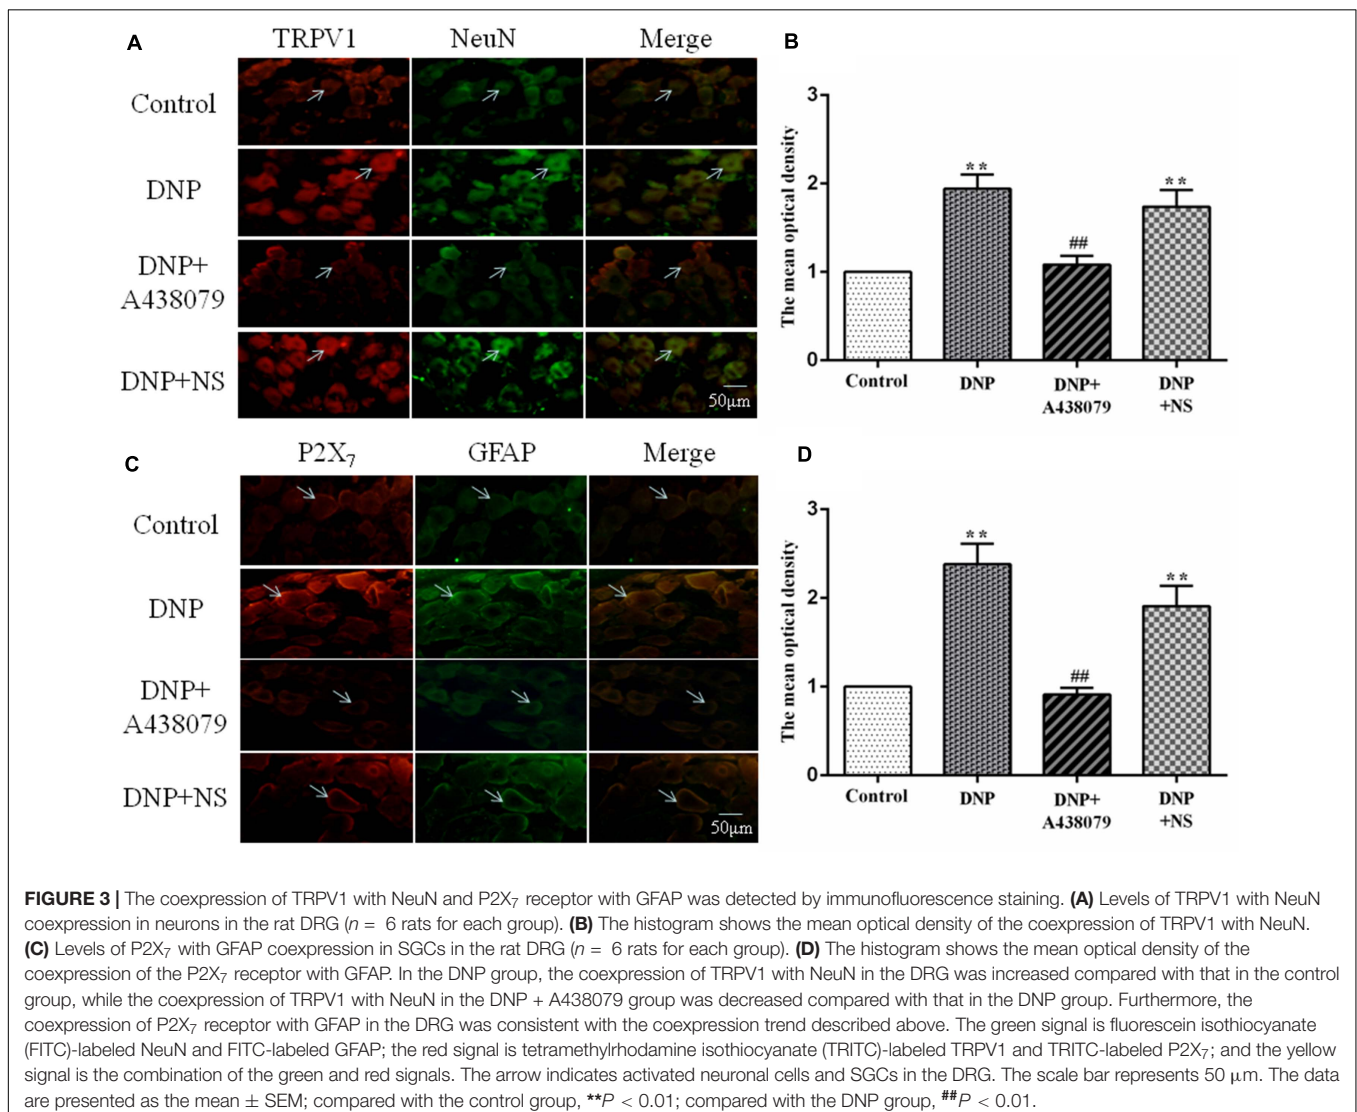 A
TRPV1 NeuN Merge
Control
DNP
DNP+
A438079
DNP+NS
50μm
B
The mean optical density
3
2
1
0
**
##
**
Control DNP DNP+ DNP
A438079 +NS
C
P2X₇ GFAP Merge
Control
DNP
DNP+
A438079
DNP+NS
50μm
D
The mean optical density
3
2
1
0
**
##
**
Control DNP DNP+ DNP
A438079 +NS
FIGURE 3 | The coexpression of TRPV1 with NeuN and P2X₇ receptor with GFAP was detected by immunofluorescence staining. (A) Levels of TRPV1 with NeuN
coexpression in neurons in the rat DRG (n = 6 rats for each group). (B) The histogram shows the mean optical density of the coexpression of TRPV1 with NeuN.
(C) Levels of P2X₇ with GFAP coexpression in SGCs in the rat DRG (n = 6 rats for each group). (D) The histogram shows the mean optical density of the
coexpression of the P2X₇ receptor with GFAP. In the DNP group, the coexpression of TRPV1 with NeuN in the DRG was increased compared with that in the control
group, while the coexpression of TRPV1 with NeuN in the DNP + A438079 group was decreased compared with that in the DNP group. Furthermore, the
coexpression of P2X₇ receptor with GFAP in the DRG was consistent with the coexpression trend described above. The green signal is fluorescein isothiocyanate
(FITC)-labeled NeuN and FITC-labeled GFAP; the red signal is tetramethylrhodamine isothiocyanate (TRITC)-labeled TRPV1 and TRITC-labeled P2X₇; and the yellow
signal is the combination of the green and red signals. The arrow indicates activated neuronal cells and SGCs in the DRG. The scale bar represents 50 μm. The data
are presented as the mean ± SEM; compared with the control group, **P < 0.01; compared with the DNP group, ##P < 0.01.